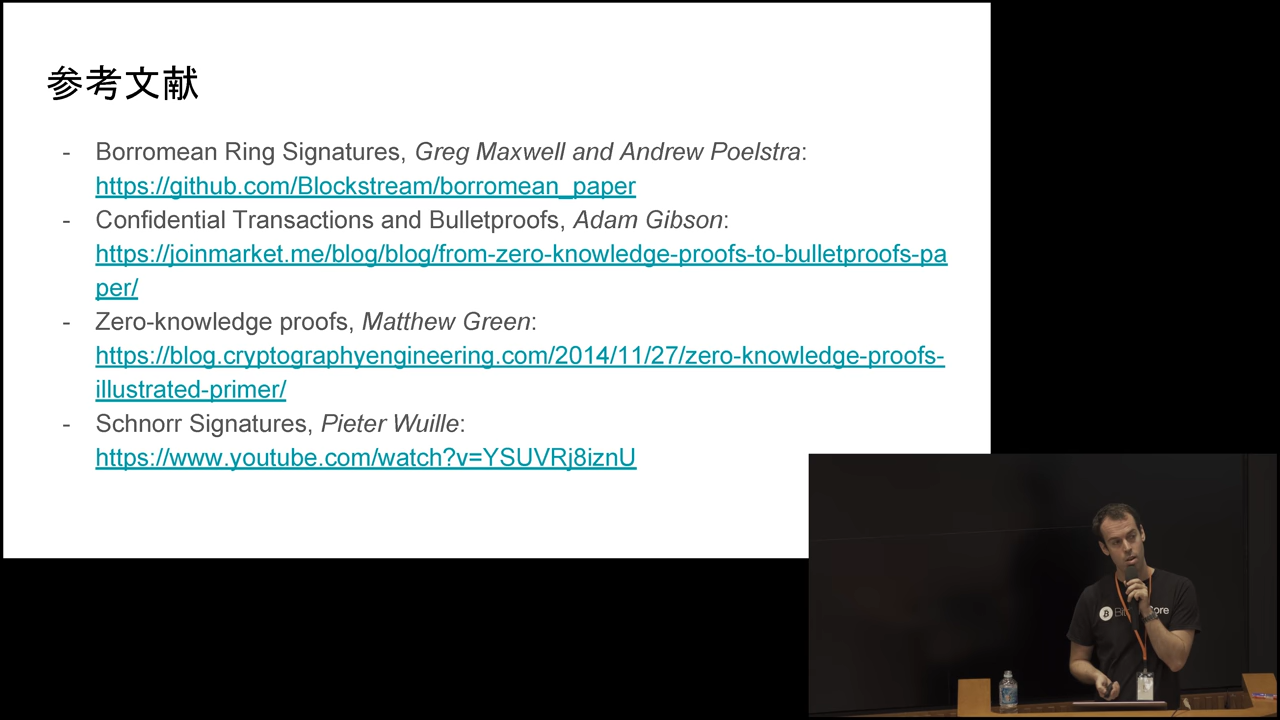 参考文献
- Borromean Ring Signatures, Greg Maxwell and Andrew Poelstra:
https://github.com/Blockstream/borromean_paper
- Confidential Transactions and Bulletproofs, Adam Gibson:
https://joinmarket.me/blog/blog/from-zero-knowledge-proofs-to-bulletproofs-pa
per/
- Zero-knowledge proofs, Matthew Green:
https://blog.cryptographyengineering.com/2014/11/27/zero-knowledge-proofs-
illustrated-primer/
- Schnorr Signatures, Pieter Wuille:
https://www.youtube.com/watch?v=YSUVRj8iznU